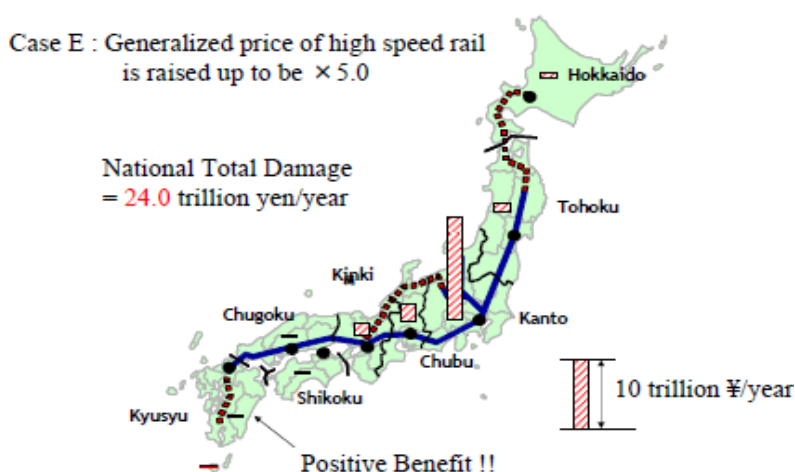 Case E : Generalized price of high speed rail
is raised up to be ×5.0
Hokkaido
National Total Damage
= 24.0 trillion yen/year
Tohoku
Kinki
Chugoku
Kanto
Chubu
10 trillion ¥/year
Shikoku
Kyusyu
Positive Benefit !!